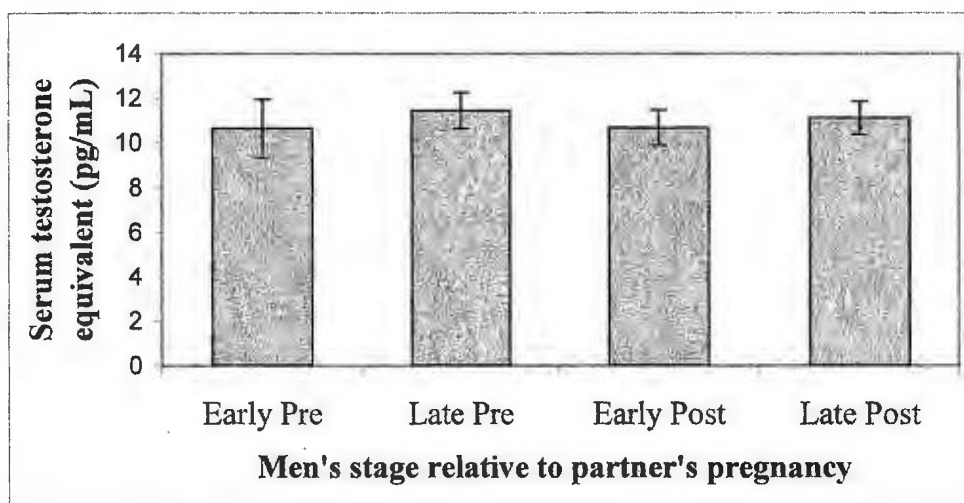 Serum testosterone
equivalent (pg/mL)
14
12
10
8
6
4
2
0
Early Pre
Late Pre
Early Post
Late Post
Men's stage relative to partner's pregnancy